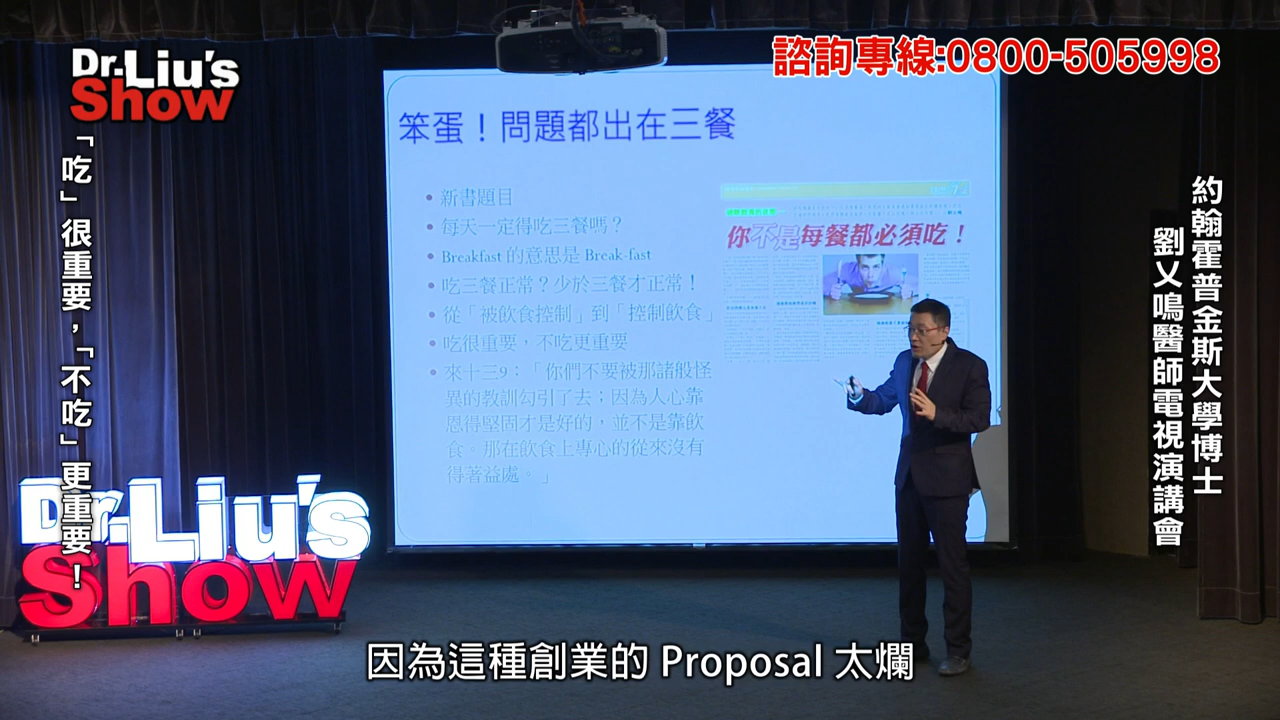 Dr.Liu's
Show
諮詢專線:0800-505998
「吃」很重要，「不吃」更重要！
約翰霍普金斯大學博士
劉乂鳴醫師電視演講會
笨蛋！問題都出在三餐
• 新書題目
• 每天一定得吃三餐嗎？
• Breakfast 的意思是 Break-fast
• 吃三餐正常？少於三餐才正常！
• 從「被飲食控制」到「控制飲食」
• 吃很重要，不吃更重要
• 來十三9：「你們不要被那諸般怪
異的教訓勾引了去；因為人心靠
恩得堅固才是好的，並不是靠飲
食。那在飲食上專心的從來沒有
得著益處。」
你不是每餐都必須吃！
Dr.Liu's
Show
因為這種創業的 Proposal 太爛